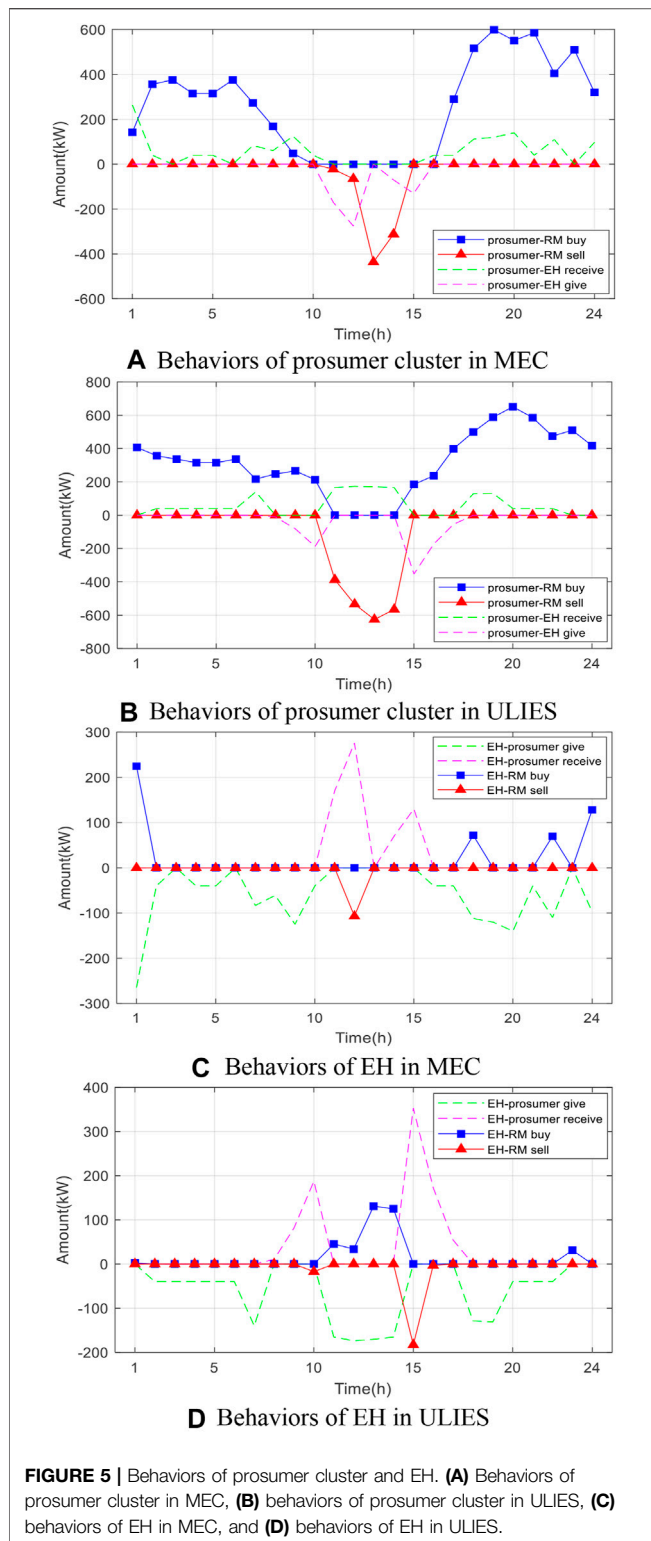 600
400
200
0
-200
-400
-600
Amount(kW)
prosumer-RM buy
prosumer-RM sell
prosumer-EH receive
prosumer-EH give
1 5 10 15 20 24
Time(h)
A Behaviors of prosumer cluster in MEC
800
600
400
200
0
-200
-400
-600
-800
Amount(kW)
prosumer-RM buy
prosumer-RM sell
prosumer-EH receive
prosumer-EH give
1 5 10 15 20 24
Time(h)
B Behaviors of prosumer cluster in ULIES
300
200
100
0
-100
-200
-300
Amount(kW)
EH-prosumer give
EH-prosumer receive
EH-RM buy
EH-RM sell
1 5 10 15 20 24
Time(h)
C Behaviors of EH in MEC
400
300
200
100
0
-100
-200
Amount(kW)
EH-prosumer give
EH-prosumer receive
EH-RM buy
EH-RM sell
1 5 10 15 20 24
Time(h)
D Behaviors of EH in ULIES
FIGURE 5 | Behaviors of prosumer cluster and EH. (A) Behaviors of
prosumer cluster in MEC, (B) behaviors of prosumer cluster in ULIES, (C)
behaviors of EH in MEC, and (D) behaviors of EH in ULIES.